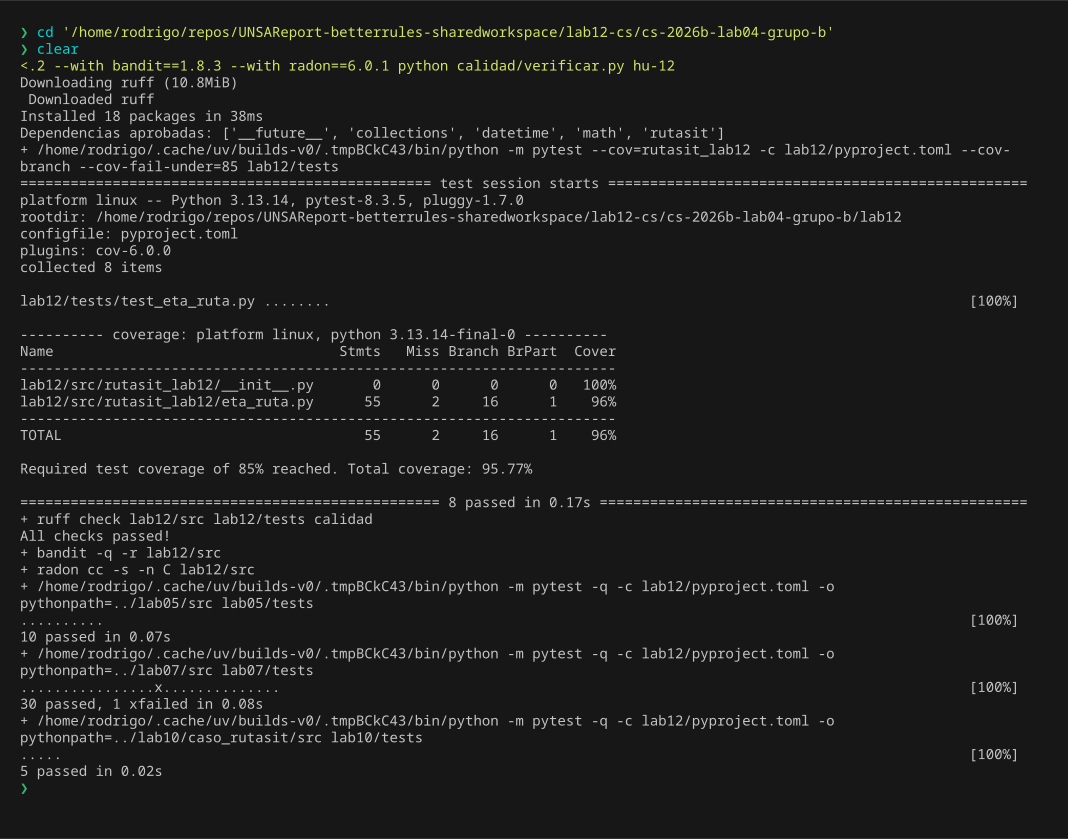 ❯ cd '/home/rodrigo/repos/UNSAReport-betterrules-sharedworkspace/lab12-cs/cs-2026b-lab04-grupo-b'
❯ clear
<.2 --with bandit==1.8.3 --with radon==6.0.1 python calidad/verificar.py hu-12
Downloading ruff (10.8MiB)
 Downloaded ruff
Installed 18 packages in 38ms
Dependencias aprobadas: ['__future__', 'collections', 'datetime', 'math', 'rutasit']
+ /home/rodrigo/.cache/uv/builds-v0/.tmpBCkC43/bin/python -m pytest --cov=rutasit_lab12 -c lab12/pyproject.toml --cov-
branch --cov-fail-under=85 lab12/tests
================================================= test session starts ==================================================
platform linux -- Python 3.13.14, pytest-8.3.5, pluggy-1.7.0
rootdir: /home/rodrigo/repos/UNSAReport-betterrules-sharedworkspace/lab12-cs/cs-2026b-lab04-grupo-b/lab12
configfile: pyproject.toml
plugins: cov-6.0.0
collected 8 items

lab12/tests/test_eta_ruta.py ........                                                                            [100%]

---------- coverage: platform linux, python 3.13.14-final-0 ----------
Name                                  Stmts   Miss Branch BrPart  Cover
-----------------------------------------------------------------------
lab12/src/rutasit_lab12/__init__.py       0      0      0      0   100%
lab12/src/rutasit_lab12/eta_ruta.py      55      2     16      1    96%
-----------------------------------------------------------------------
TOTAL                                    55      2     16      1    96%

Required test coverage of 85% reached. Total coverage: 95.77%

================================================== 8 passed in 0.17s ===================================================
+ ruff check lab12/src lab12/tests calidad
All checks passed!
+ bandit -q -r lab12/src
+ radon cc -s -n C lab12/src
+ /home/rodrigo/.cache/uv/builds-v0/.tmpBCkC43/bin/python -m pytest -q -c lab12/pyproject.toml -o
pythonpath=../lab05/src lab05/tests
..........                                                                                                       [100%]
10 passed in 0.07s
+ /home/rodrigo/.cache/uv/builds-v0/.tmpBCkC43/bin/python -m pytest -q -c lab12/pyproject.toml -o
pythonpath=../lab07/src lab07/tests
................x..............                                                                                  [100%]
30 passed, 1 xfailed in 0.08s
+ /home/rodrigo/.cache/uv/builds-v0/.tmpBCkC43/bin/python -m pytest -q -c lab12/pyproject.toml -o
pythonpath=../lab10/caso_rutasit/src lab10/tests
.....                                                                                                            [100%]
5 passed in 0.02s
❯